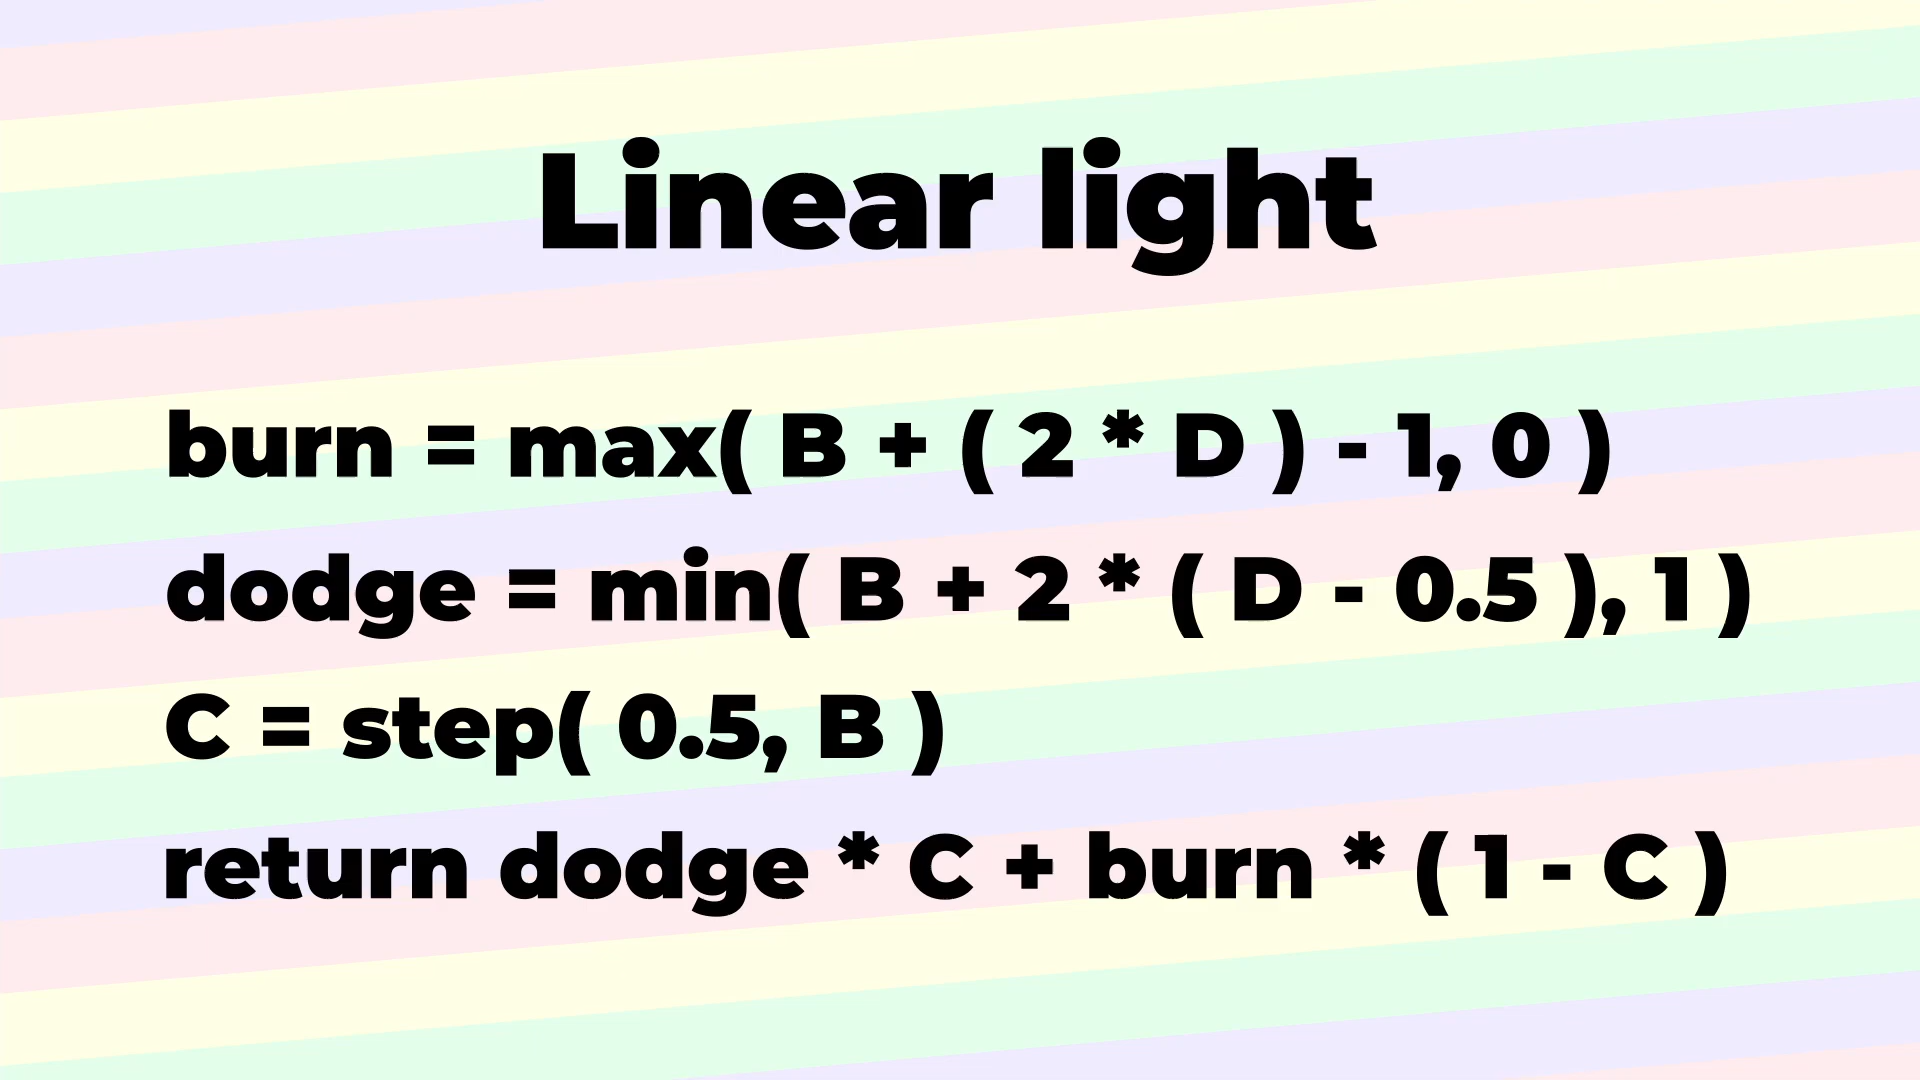 Linear light
burn = max( B + ( 2 * D ) - 1, 0 )
dodge = min( B + 2 * ( D - 0.5 ), 1 )
C = step( 0.5, B )
return dodge * C + burn * ( 1 - C )